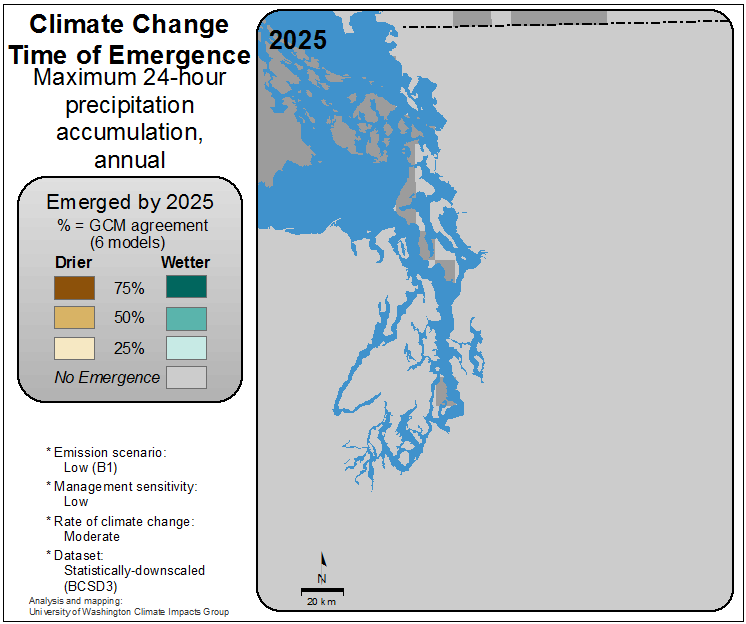 Climate Change
Time of Emergence
Maximum 24-hour
precipitation
accumulation,
annual
Emerged by 2025
% = GCM agreement
(6 models)
Drier Wetter
75%
50%
25%
No Emergence
* Emission scenario:
Low (B1)
* Management sensitivity:
Low
* Rate of climate change:
Moderate
* Dataset:
Statistically-downscaled
(BCSD3)
Analysis and mapping:
University of Washington Climate Impacts Group
2025
N
20 km